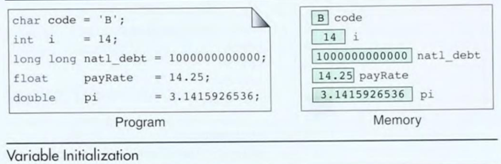 char code = 'B';
int i = 14;
long long natl_debt = 1000000000000;
float payRate = 14.25;
double pi = 3.1415926536;
Program
B code
14 i
1000000000000 natl_debt
14.25 payRate
3.1415926536 pi
Memory
Variable Initialization